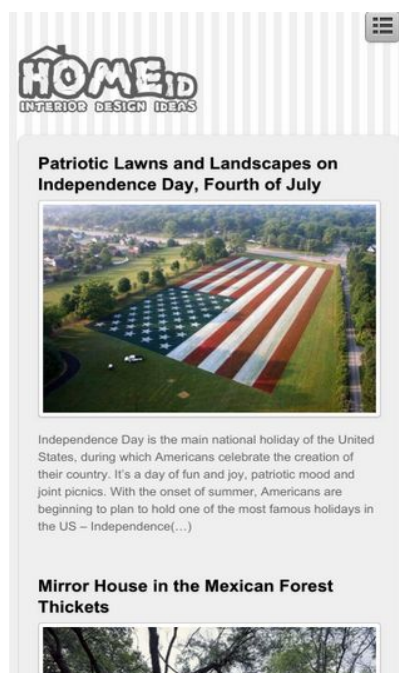 HOMEID
INTERIOR DESIGN IDEAS
Patriotic Lawns and Landscapes on
Independence Day, Fourth of July
Independence Day is the main national holiday of the United
States, during which Americans celebrate the creation of
their country. It's a day of fun and joy, patriotic mood and
joint picnics. With the onset of summer, Americans are
beginning to plan to hold one of the most famous holidays in
the US – Independence(…)
Mirror House in the Mexican Forest
Thickets